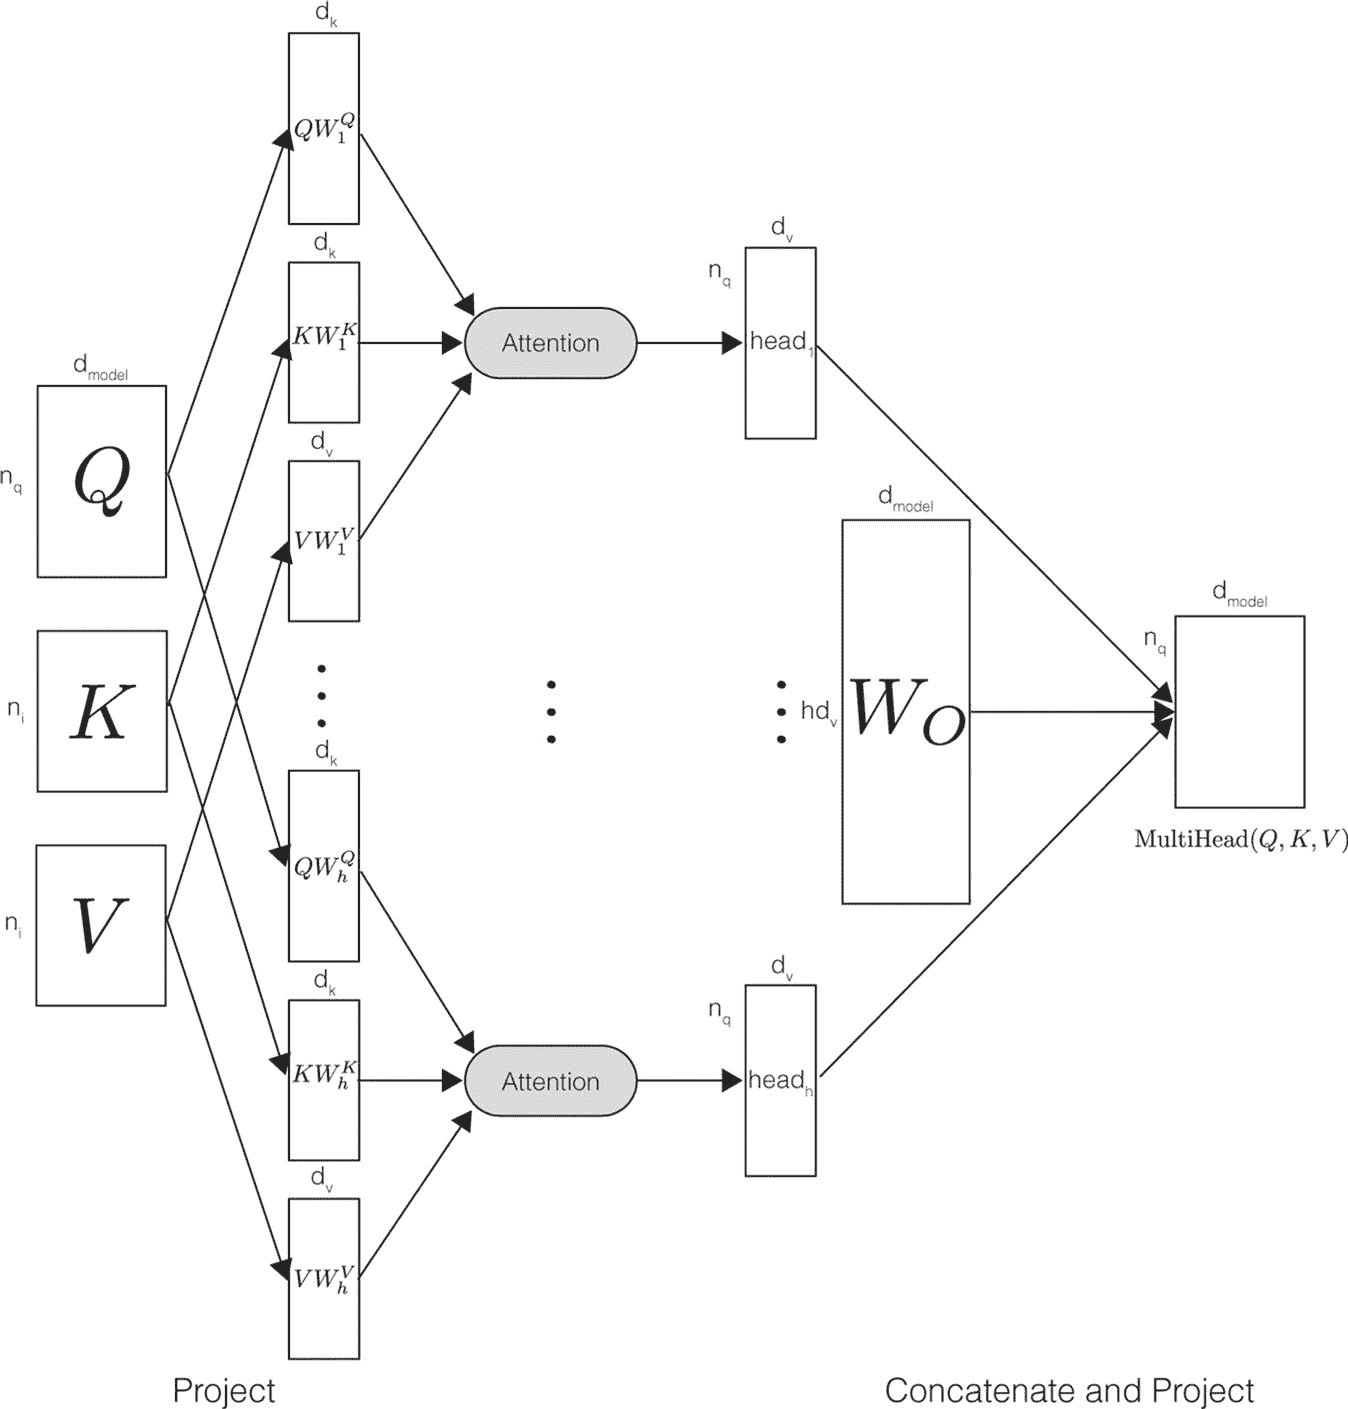 d_k
QW_1^Q
d_k
KW_1^K
Attention
d_v
n_q
head_1
d_model
n_q
Q
d_v
VW_1^V
d_model
n_i
K
hd_v
W_O
d_model
n_q
MultiHead(Q, K, V)
d_k
QW_h^Q
n_i
V
d_k
KW_h^K
Attention
d_v
n_q
head_h
d_v
VW_h^V
Project
Concatenate and Project